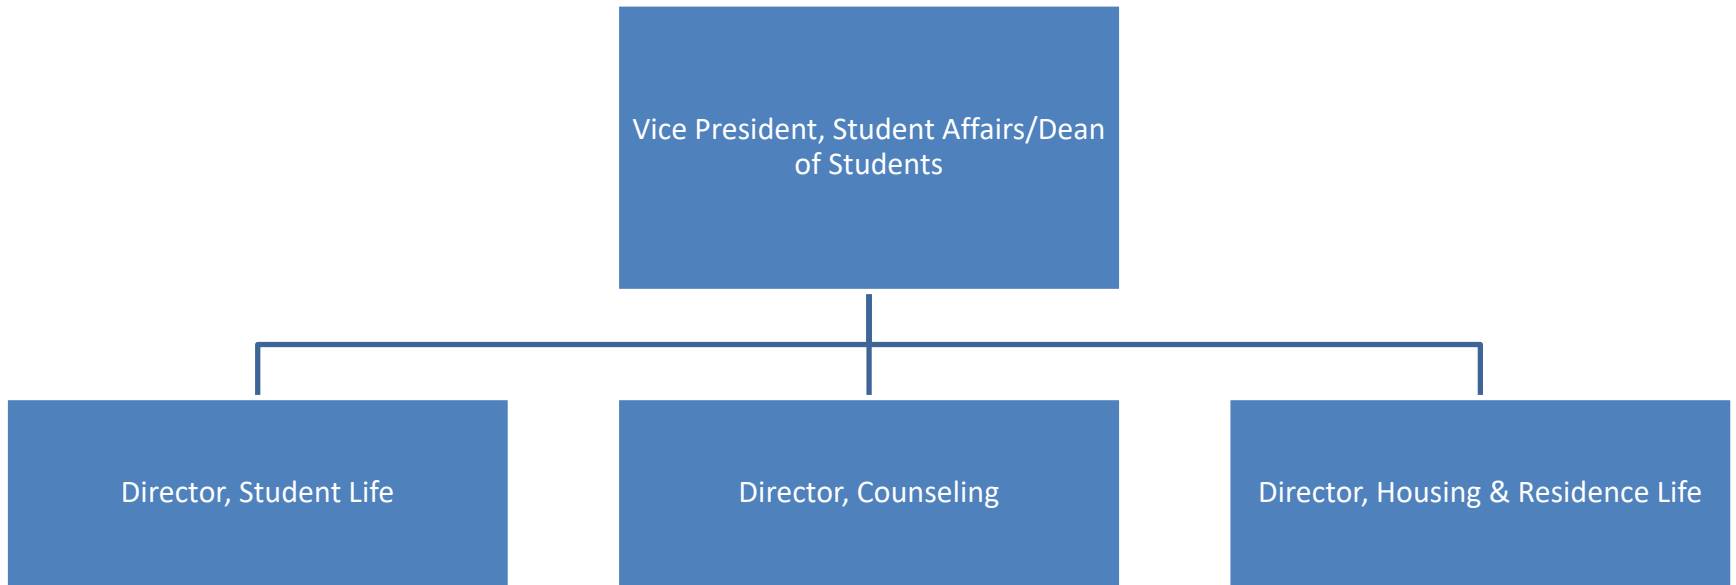 Vice President, Student Affairs/Dean
of Students
Director, Student Life
Director, Counseling
Director, Housing & Residence Life